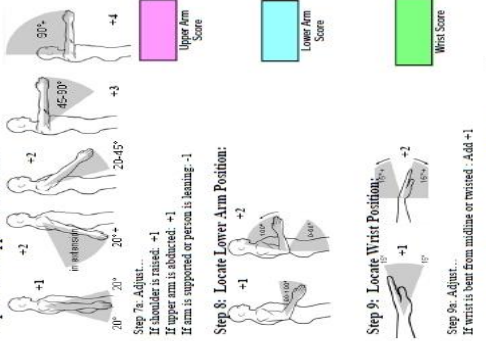 +1
+2
+2
+3
+4
20°
20°
20°+
in extension
20-45°
45-90°
90°+
Step 7a: Adjust...
If shoulder is raised: +1
If upper arm is abducted: +1
If arm is supported or person is leaning: -1
Upper Arm
Score
Step 8: Locate Lower Arm Position:
+1
+2
60-100°
100°
0-60°
Lower Arm
Score
Step 9: Locate Wrist Position:
+1
+2
15°
15°
15°+
15°+
Step 9a: Adjust...
If wrist is bent from midline or twisted : Add +1
Wrist Score